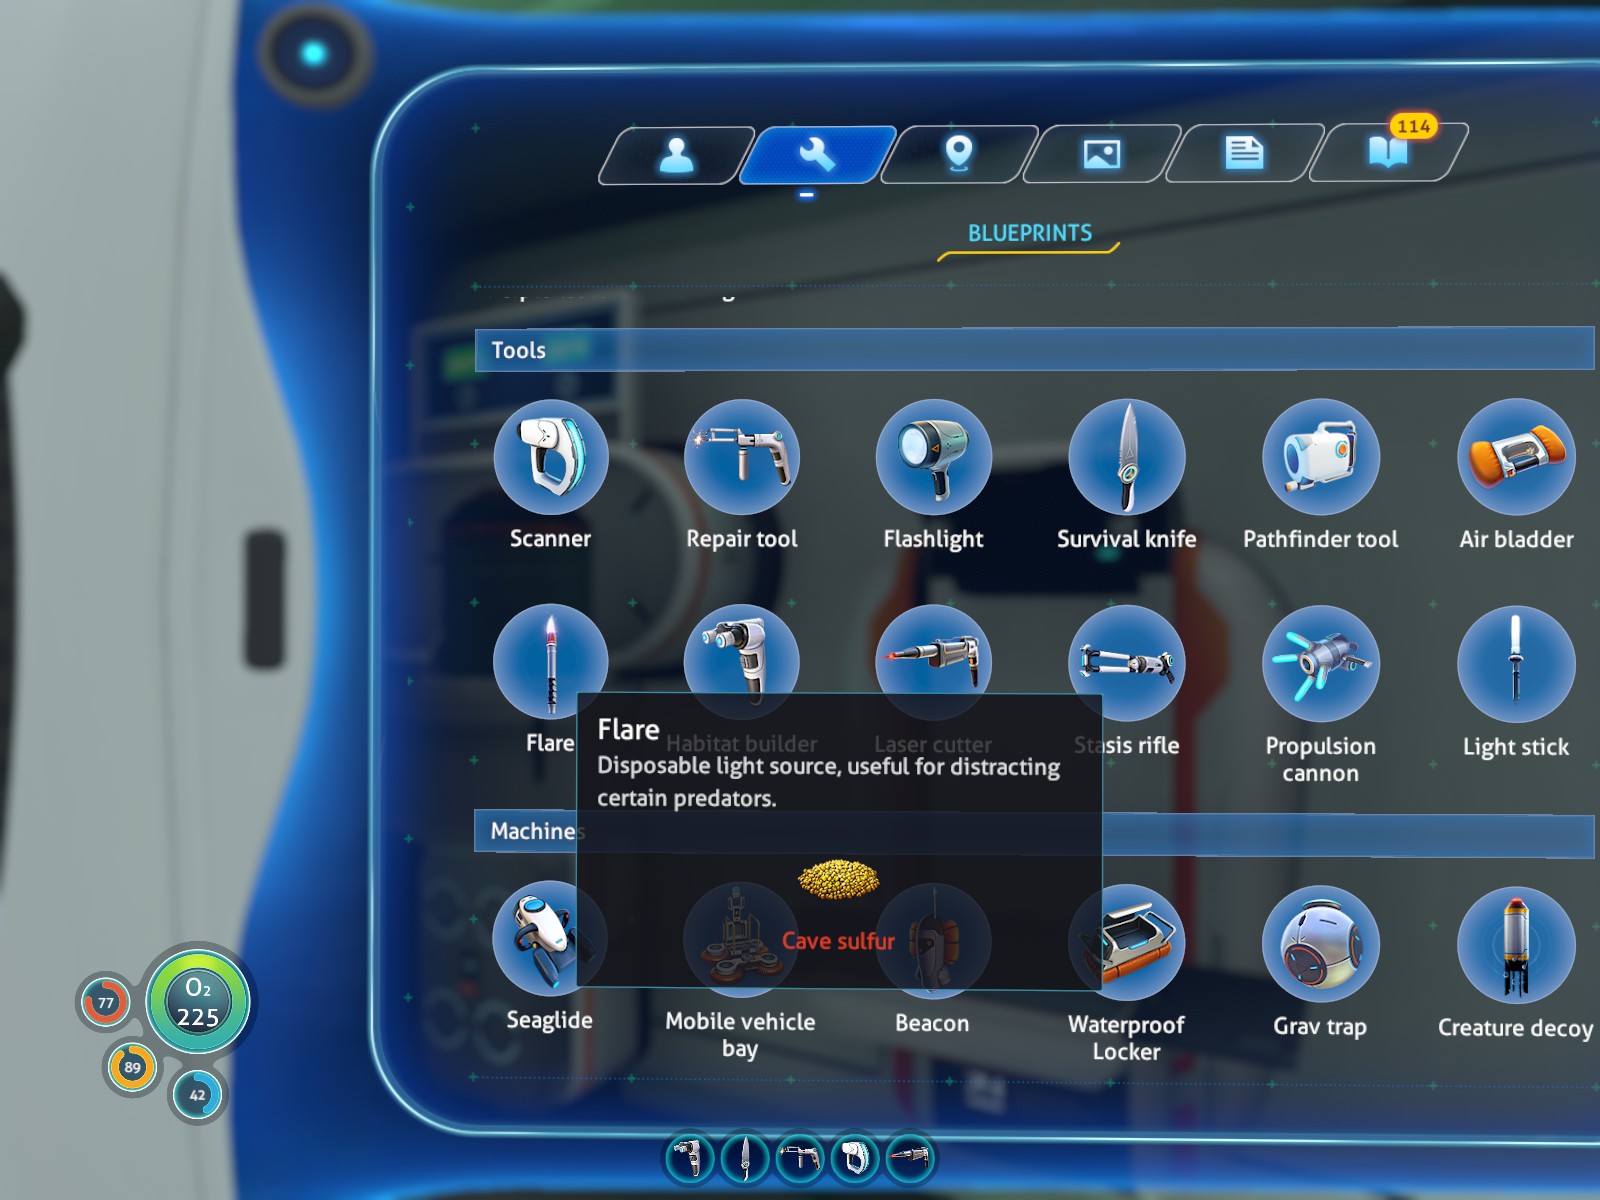 114
BLUEPRINTS
Tools
Scanner
Repair tool
Flashlight
Survival knife
Pathfinder tool
Air bladder
Flare
Habitat builder
Laser cutter
Stasis rifle
Propulsion
cannon
Light stick
Flare
Disposable light source, useful for distracting
certain predators.
Cave sulfur
Machines
Seaglide
Mobile vehicle
bay
Beacon
Waterproof
Locker
Grav trap
Creature decoy
O₂
225
77
89
42